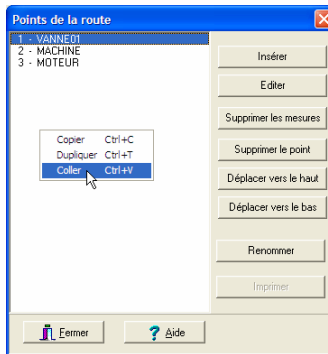 Points de la route
1 - VANNE01
2 - MACHINE
3 - MOTEUR
Copier Ctrl+C
Dupliquer Ctrl+T
Coller Ctrl+V
Insérer
Editer
Supprimer les mesures
Supprimer le point
Déplacer vers le haut
Déplacer vers le bas
Renommer
Imprimer
Fermer
? Aide